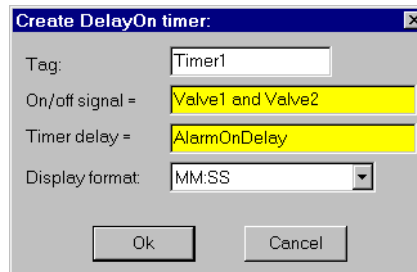 Create DelayOn timer:
Tag: Timer1
On/off signal = Valve1 and Valve2
Timer delay = AlarmOnDelay
Display format: MM:SS
Ok Cancel